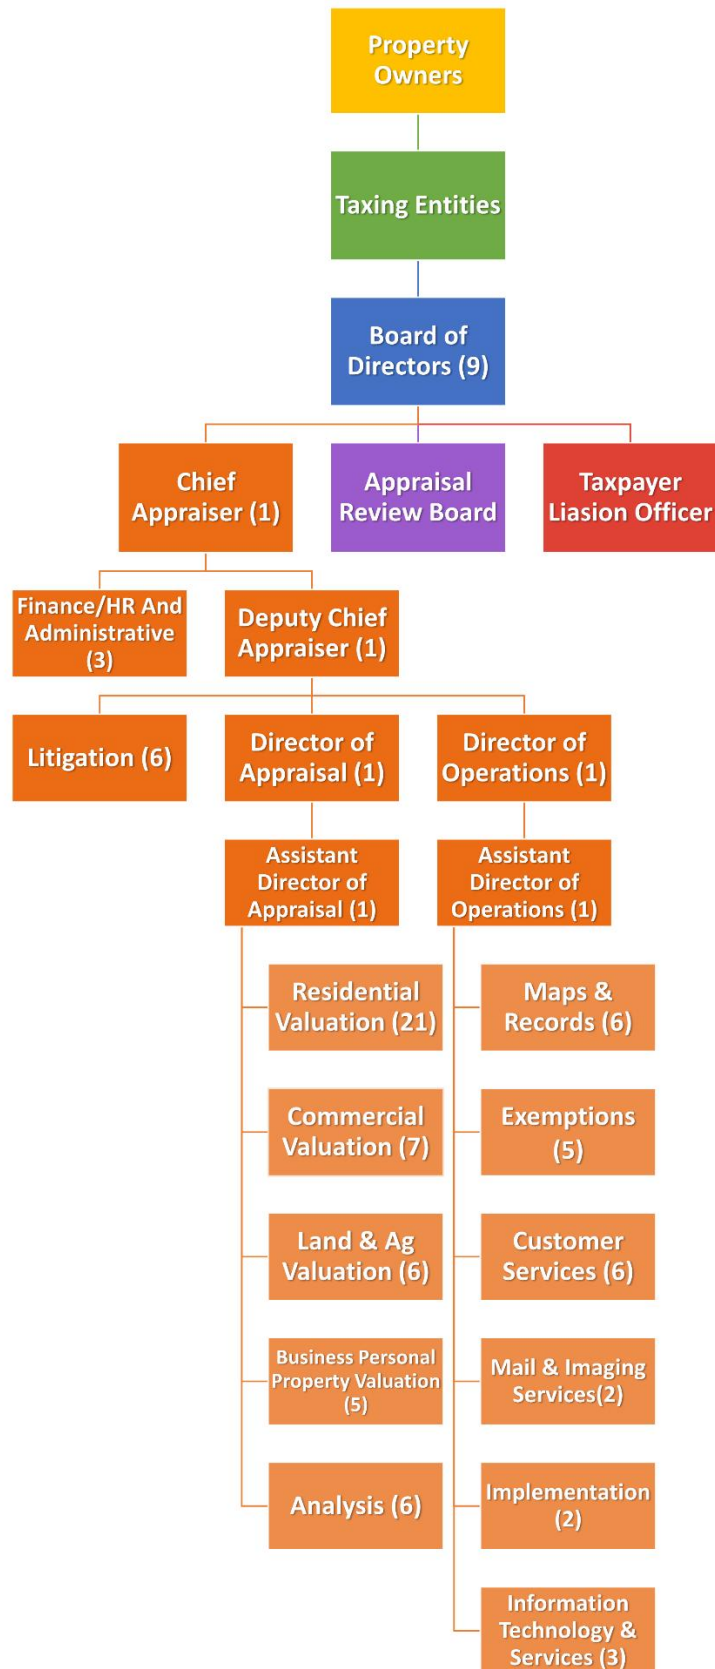 Property
Owners
Taxing Entities
Board of
Directors (9)
Chief
Appraiser (1)
Appraisal
Review Board
Taxpayer
Liasion Officer
Finance/HR And
Administrative
(3)
Deputy Chief
Appraiser (1)
Litigation (6)
Director of
Appraisal (1)
Director of
Operations (1)
Assistant
Director of
Appraisal (1)
Assistant
Director of
Operations (1)
Residential
Valuation (21)
Maps &
Records (6)
Commercial
Valuation (7)
Exemptions
(5)
Land & Ag
Valuation (6)
Customer
Services (6)
Business Personal
Property Valuation
(5)
Mail & Imaging
Services(2)
Analysis (6)
Implementation
(2)
Information
Technology &
Services (3)